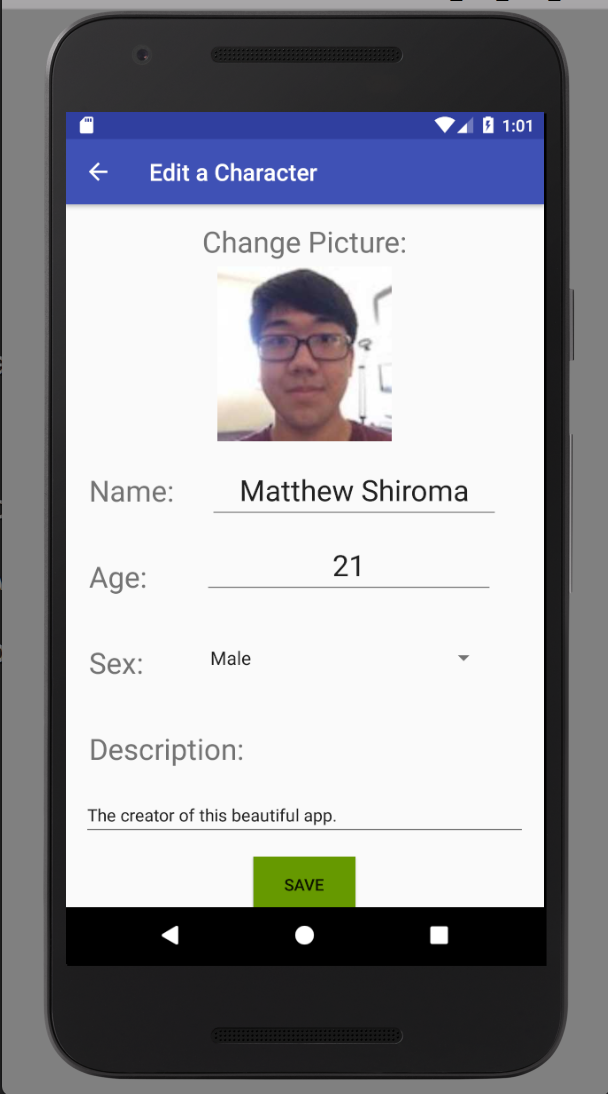 1:01
Edit a Character
Change Picture:
Name: Matthew Shiroma
Age: 21
Sex: Male
Description:
The creator of this beautiful app.
SAVE